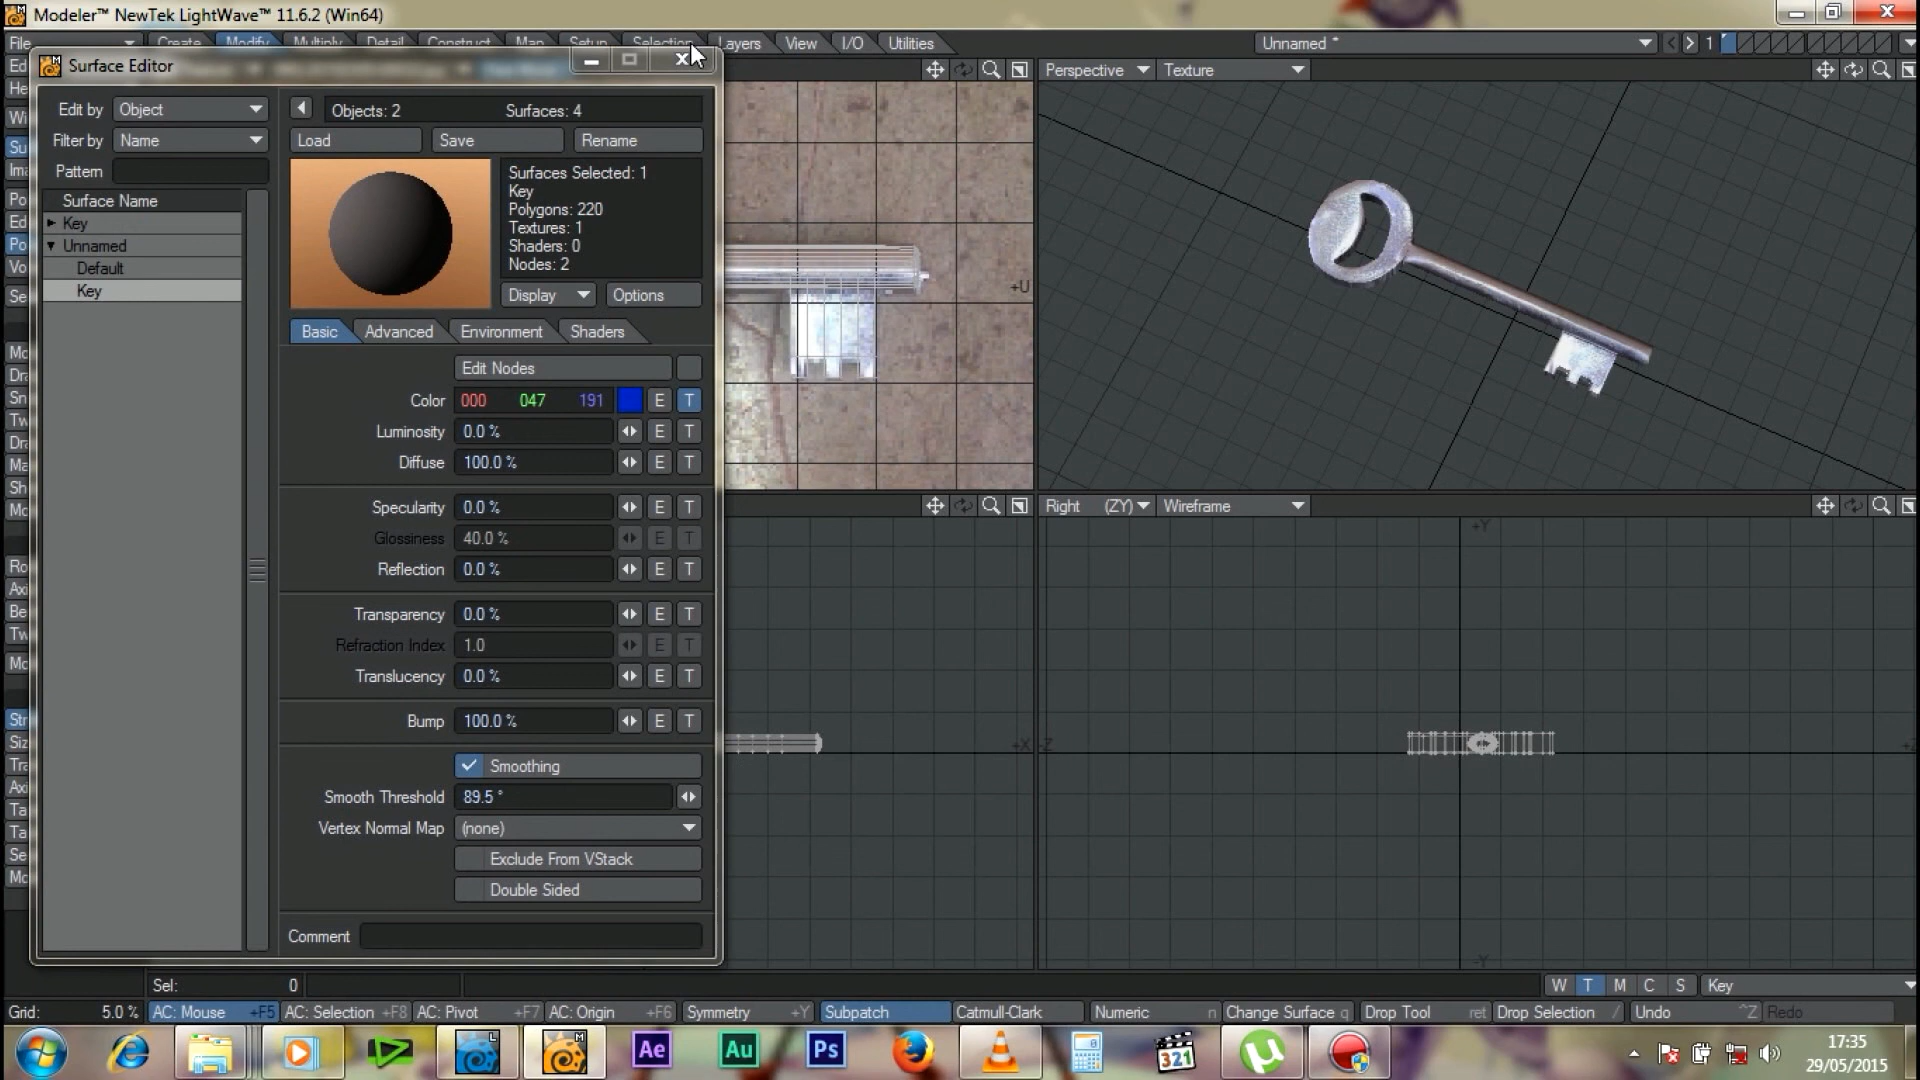 Modeler™ NewTek LightWave™ 11.6.2 (Win64)
File Create Modify Multiply Detail Construct Map Setup Selection Layers View I/O Utilities Unnamed * 1
Surface Editor
Perspective Texture
Edit by Object
Objects: 2 Surfaces: 4
Filter by Name
Load Save Rename
Pattern
Surfaces Selected: 1
Key
Polygons: 220
Textures: 1
Shaders: 0
Nodes: 2
Surface Name
Key
Unnamed
Default
Key
Display Options
+U
Basic Advanced Environment Shaders
Edit Nodes
Color 000 047 191 E T
Luminosity 0.0 % E T
Diffuse 100.0 % E T
Specularity 0.0 % E T
Glossiness 40.0 % E T
Reflection 0.0 % E T
Transparency 0.0 % E T
Refraction Index 1.0 E T
Translucency 0.0 % E T
Bump 100.0 % E T
Smoothing
Smooth Threshold 89.5 °
Vertex Normal Map (none)
Exclude From VStack
Double Sided
Comment
Right (ZY) Wireframe
+Y
+X -Z
-Y
Sel: 0
W T M C S Key
Grid: 5.0 % AC: Mouse +F5 AC: Selection +F8 AC: Pivot +F7 AC: Origin +F6 Symmetry +Y Subpatch Catmull-Clark Numeric n Change Surface q Drop Tool ret Drop Selection / Undo ^Z Redo
L M Ae Au Ps 321
17:35
29/05/2015